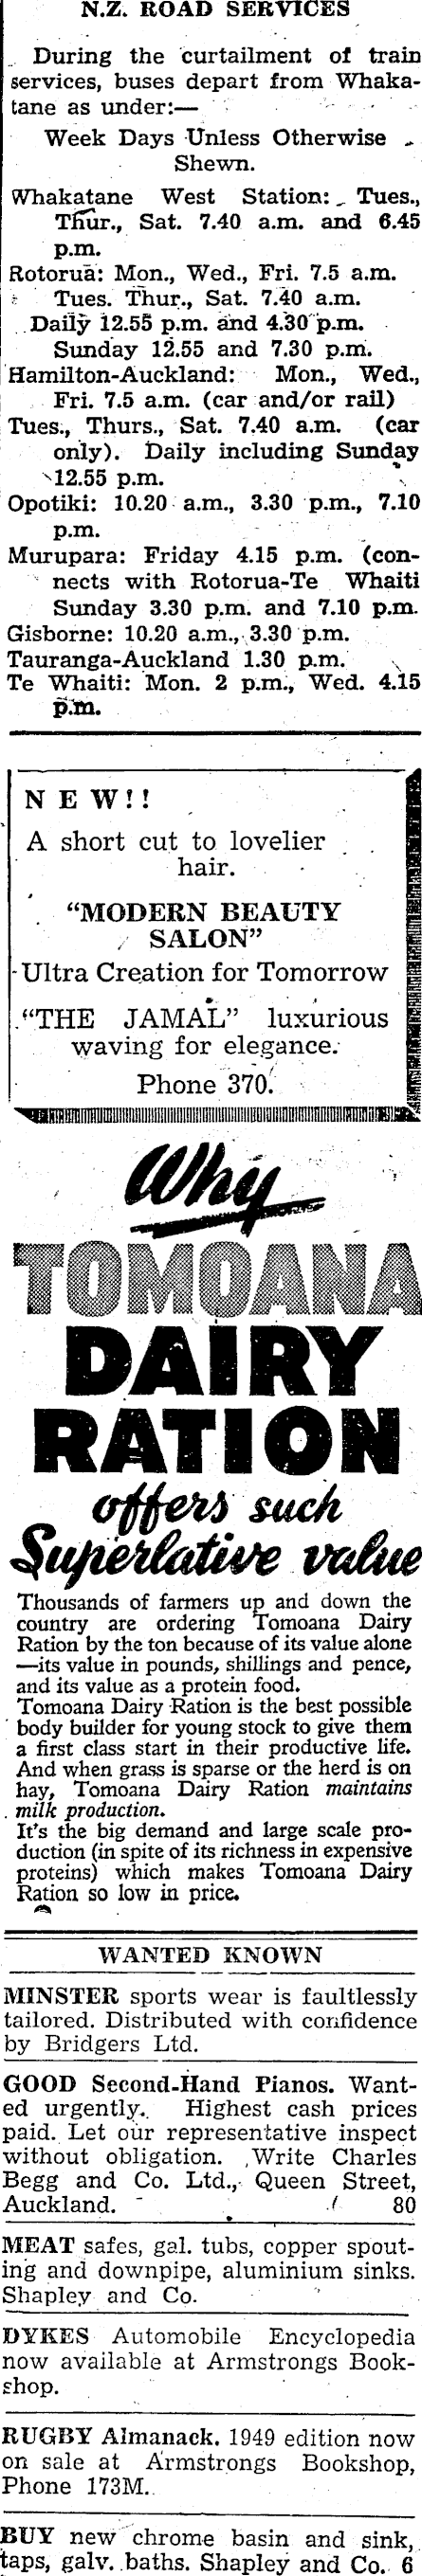 N.Z. ROAD SERVICES
During the curtailment of train
services, buses depart from Whaka-
tane as under:—
Week Days Unless Otherwise
Shewn.
Whakatane West Station: Tues.,
Thur., Sat. 7.40 a.m. and 6.45
p.m.
Rotorua: Mon., Wed., Fri. 7.5 a.m.
Tues. Thur., Sat. 7.40 a.m.
Daily 12.55 p.m. and 4.30 p.m.
Sunday 12.55 and 7.30 p.m.
Hamilton-Auckland: Mon., Wed.,
Fri. 7.5 a.m. (car and/or rail)
Tues., Thurs., Sat. 7.40 a.m. (car
only). Daily including Sunday
12.55 p.m.
Opotiki: 10.20 a.m., 3.30 p.m., 7.10
p.m.
Murupara: Friday 4.15 p.m. (con-
nects with Rotorua-Te Whaiti
Sunday 3.30 p.m. and 7.10 p.m.
Gisborne: 10.20 a.m., 3.30 p.m.
Tauranga-Auckland 1.30 p.m.
Te Whaiti: Mon. 2 p.m., Wed. 4.15
p.m.
NEW!!
A short cut to lovelier
hair.
"MODERN BEAUTY
SALON"
Ultra Creation for Tomorrow
"THE JAMAL" luxurious
waving for elegance.
Phone 370.
Why
TOMOANA
DAIRY
RATION
offers such
Superlative value
Thousands of farmers up and down the
country are ordering Tomoana Dairy
Ration by the ton because of its value alone
—its value in pounds, shillings and pence,
and its value as a protein food.
Tomoana Dairy Ration is the best possible
body builder for young stock to give them
a first class start in their productive life.
And when grass is sparse or the herd is on
hay, Tomoana Dairy Ration maintains
milk production.
It's the big demand and large scale pro-
duction (in spite of its richness in expensive
proteins) which makes Tomoana Dairy
Ration so low in price.
WANTED KNOWN
MINSTER sports wear is faultlessly
tailored. Distributed with confidence
by Bridgers Ltd.
GOOD Second-Hand Pianos. Want-
ed urgently. Highest cash prices
paid. Let our representative inspect
without obligation. Write Charles
Begg and Co. Ltd., Queen Street,
Auckland. 80
MEAT safes, gal. tubs, copper spout-
ing and downpipe, aluminium sinks.
Shapley and Co.
DYKES Automobile Encyclopedia
now available at Armstrongs Book-
shop.
RUGBY Almanack. 1949 edition now
on sale at Armstrongs Bookshop,
Phone 173M.
BUY new chrome basin and sink,
taps, galv. baths. Shapley and Co. 6